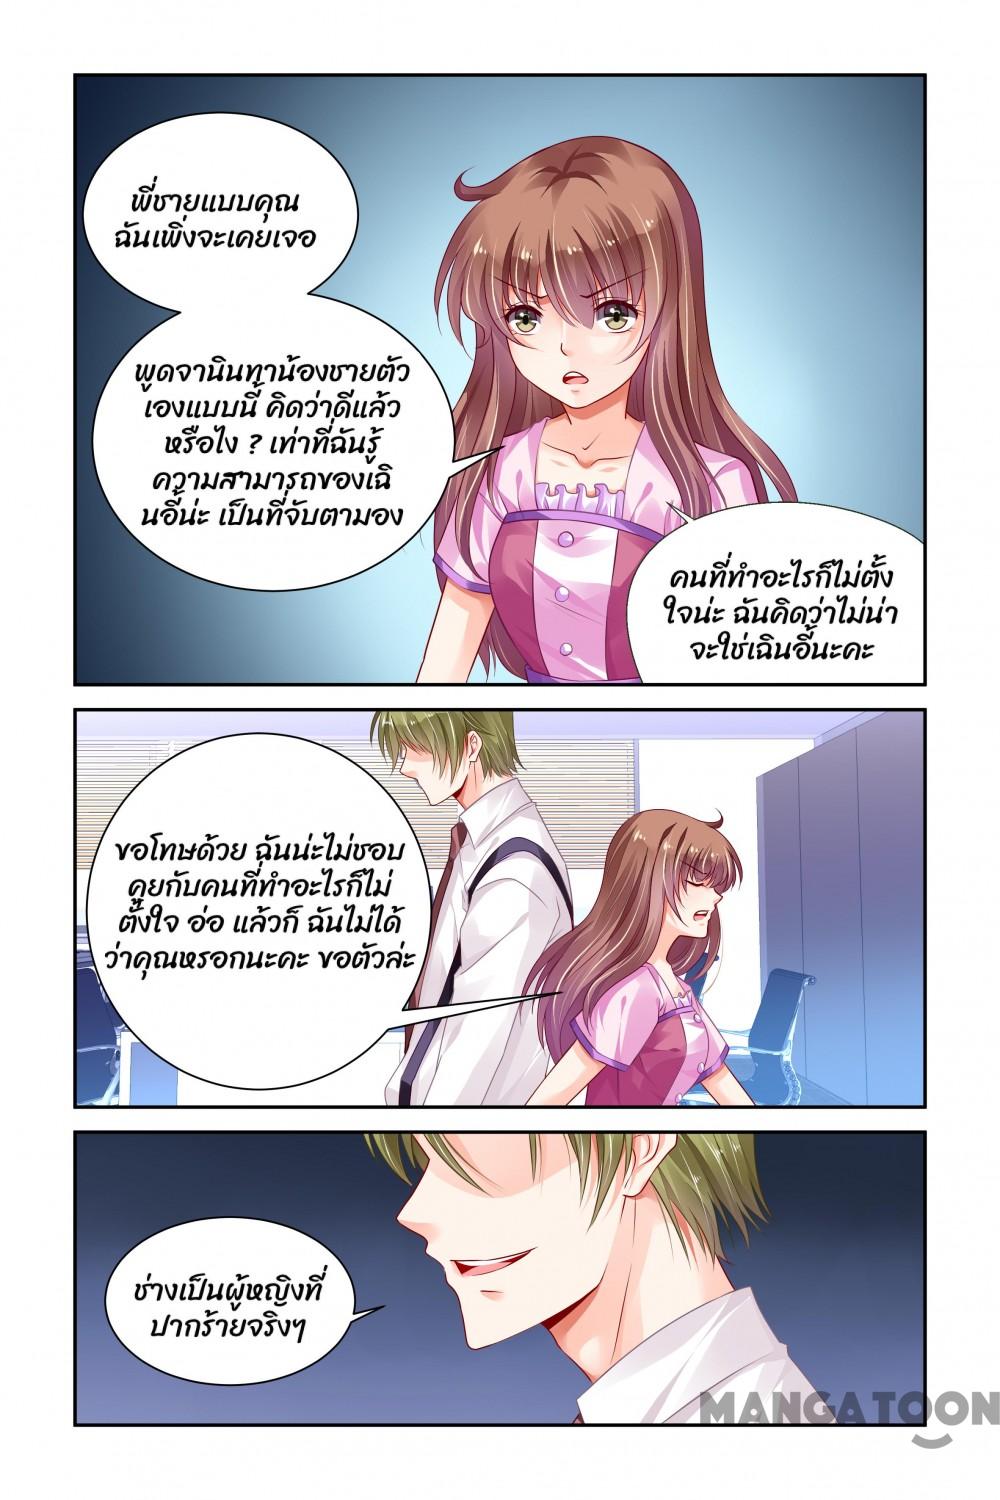 พี่ชายแบบคุณ
ฉันเพิ่งจะเคยเจอ
พูดจานินทาน้องชายตัว
เองแบบนี้ คิดว่าดีแล้ว
หรือไง ? เท่าที่ฉันรู้
ความสามารถของเฉิ
นอี้น่ะ เป็นที่จับตามอง
คนที่ทำอะไรก็ไม่ตั้ง
ใจน่ะ ฉันคิดว่าไม่น่า
จะใช่เฉินอี้นะคะ
ขอโทษด้วย ฉันน่ะไม่ชอบ
คุยกับคนที่ทำอะไรก็ไม่
ตั้งใจ อ่อ แล้วก็ ฉันไม่ได้
ว่าคุณหรอกนะคะ ขอตัวล่ะ
ช่างเป็นผู้หญิงที่
ปากร้ายจริงๆ
MANGATOON